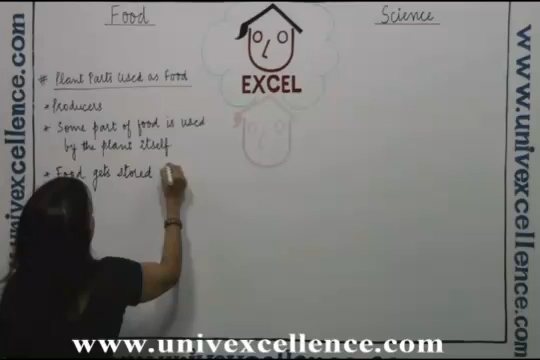 Food
Science
EXCEL
# Plant Parts Used as Food
* Producers
* Some part of food is used
by the plant itself
* Food gets stored
www.univexcellence.com
www.univexcellence.com
www.univexcellence.com